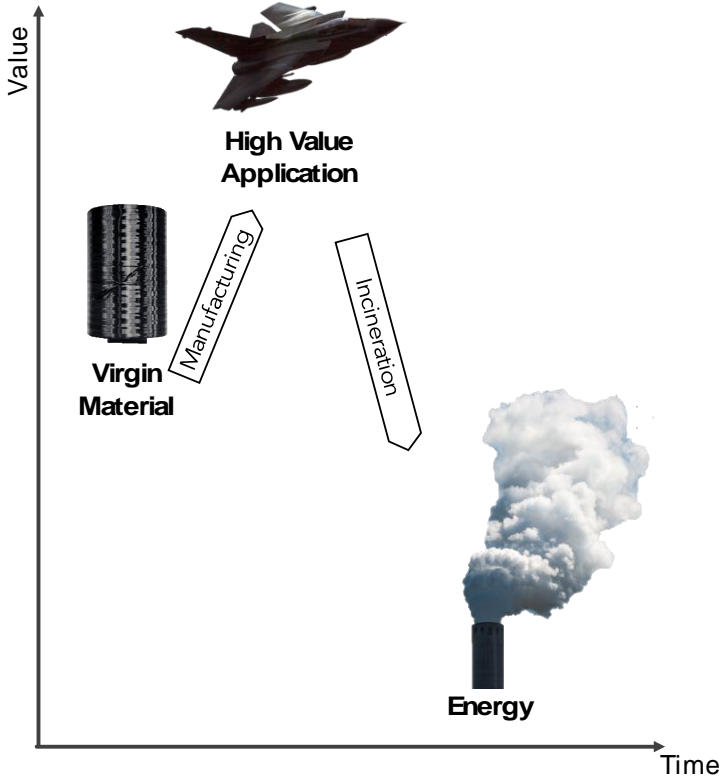 Value
High Value
Application
Manufacturing
Incineration
Virgin
Material
Energy
Time